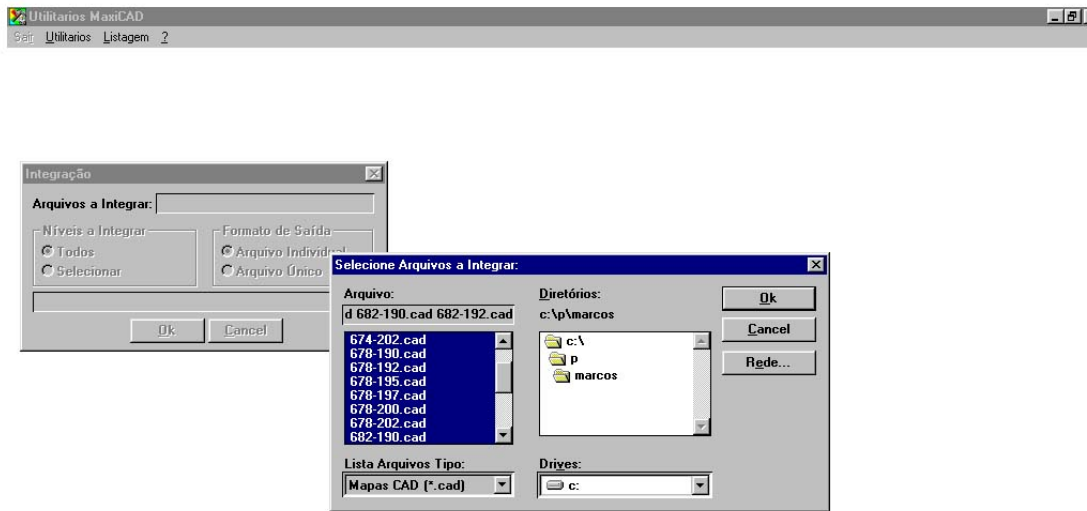 Utilitarios MaxiCAD
Sair Utilitarios Listagem ?
Integração
Arquivos a Integrar:
Níveis a Integrar
Todos
Selecionar
Formato de Saída
Arquivo Individual
Arquivo Único
Ok Cancel
Selecione Arquivos a Integrar:
Arquivo:
d 682-190.cad 682-192.cad
674-202.cad
678-190.cad
678-192.cad
678-195.cad
678-197.cad
678-200.cad
678-202.cad
682-190.cad
Lista Arquivos Tipo:
Mapas CAD (*.cad)
Diretórios:
c:\p\marcos
c:\
p
marcos
Drives:
c:
Ok
Cancel
Rede...